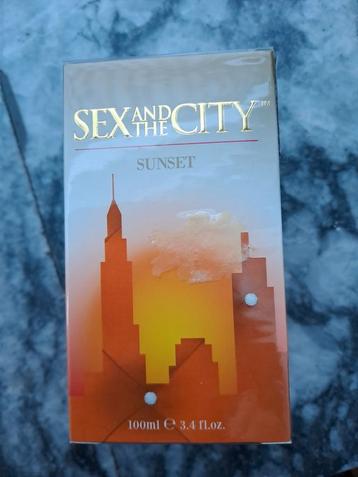 SEX AND THE CITY™
SUNSET
100ml ℮ 3.4 fl.oz.